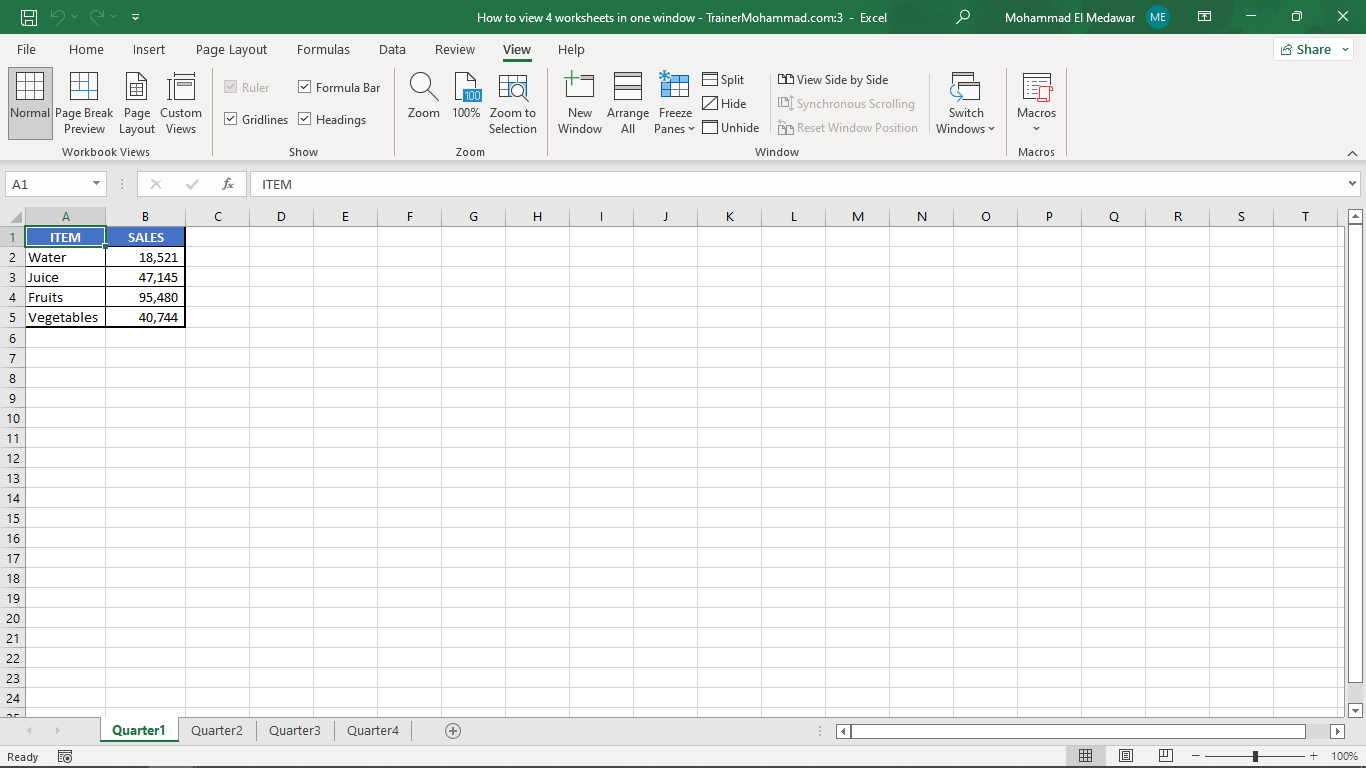 How to view 4 worksheets in one window - TrainerMohammad.com:3 - Excel
Mohammad El Medawar ME
File Home Insert Page Layout Formulas Data Review View Help Share
Normal
Page Break Preview
Page Layout
Custom Views
Workbook Views
Ruler
Formula Bar
Gridlines
Headings
Show
Zoom
100
100%
Zoom to Selection
Zoom
New Window
Arrange All
Freeze Panes
Split
Hide
Unhide
View Side by Side
Synchronous Scrolling
Reset Window Position
Switch Windows
Window
Macros
Macros
A1 fx ITEM
A B C D E F G H I J K L M N O P Q R S T
1 ITEM SALES
2 Water 18,521
3 Juice 47,145
4 Fruits 95,480
5 Vegetables 40,744
6
7
8
9
10
11
12
13
14
15
16
17
18
19
20
21
22
23
24
25
Quarter1 Quarter2 Quarter3 Quarter4
Ready 100%